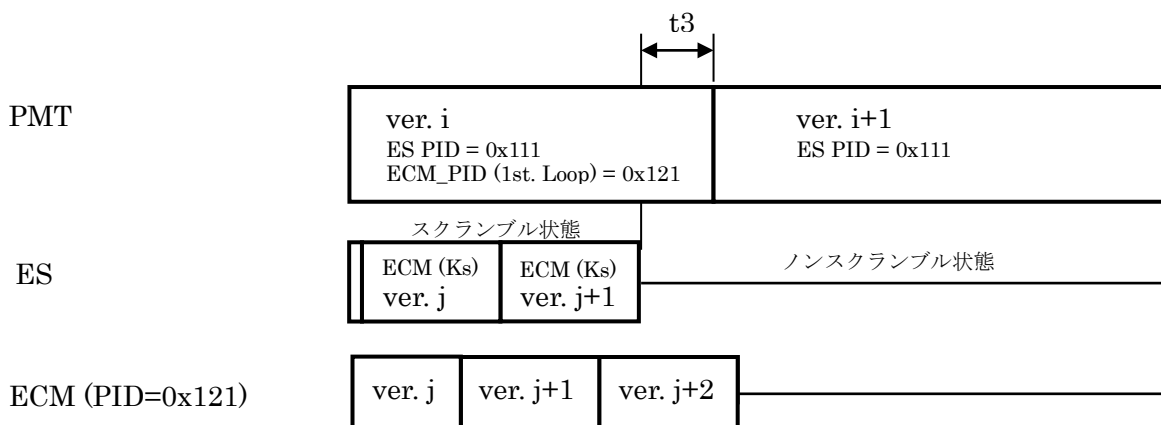 t3
PMT
ver. i
ES PID = 0x111
ECM_PID (1st. Loop) = 0x121
ver. i+1
ES PID = 0x111
スクランブル状態
ES
ECM (Ks)
ver. j
ECM (Ks)
ver. j+1
ノンスクランブル状態
ECM (PID=0x121)
ver. j
ver. j+1
ver. j+2